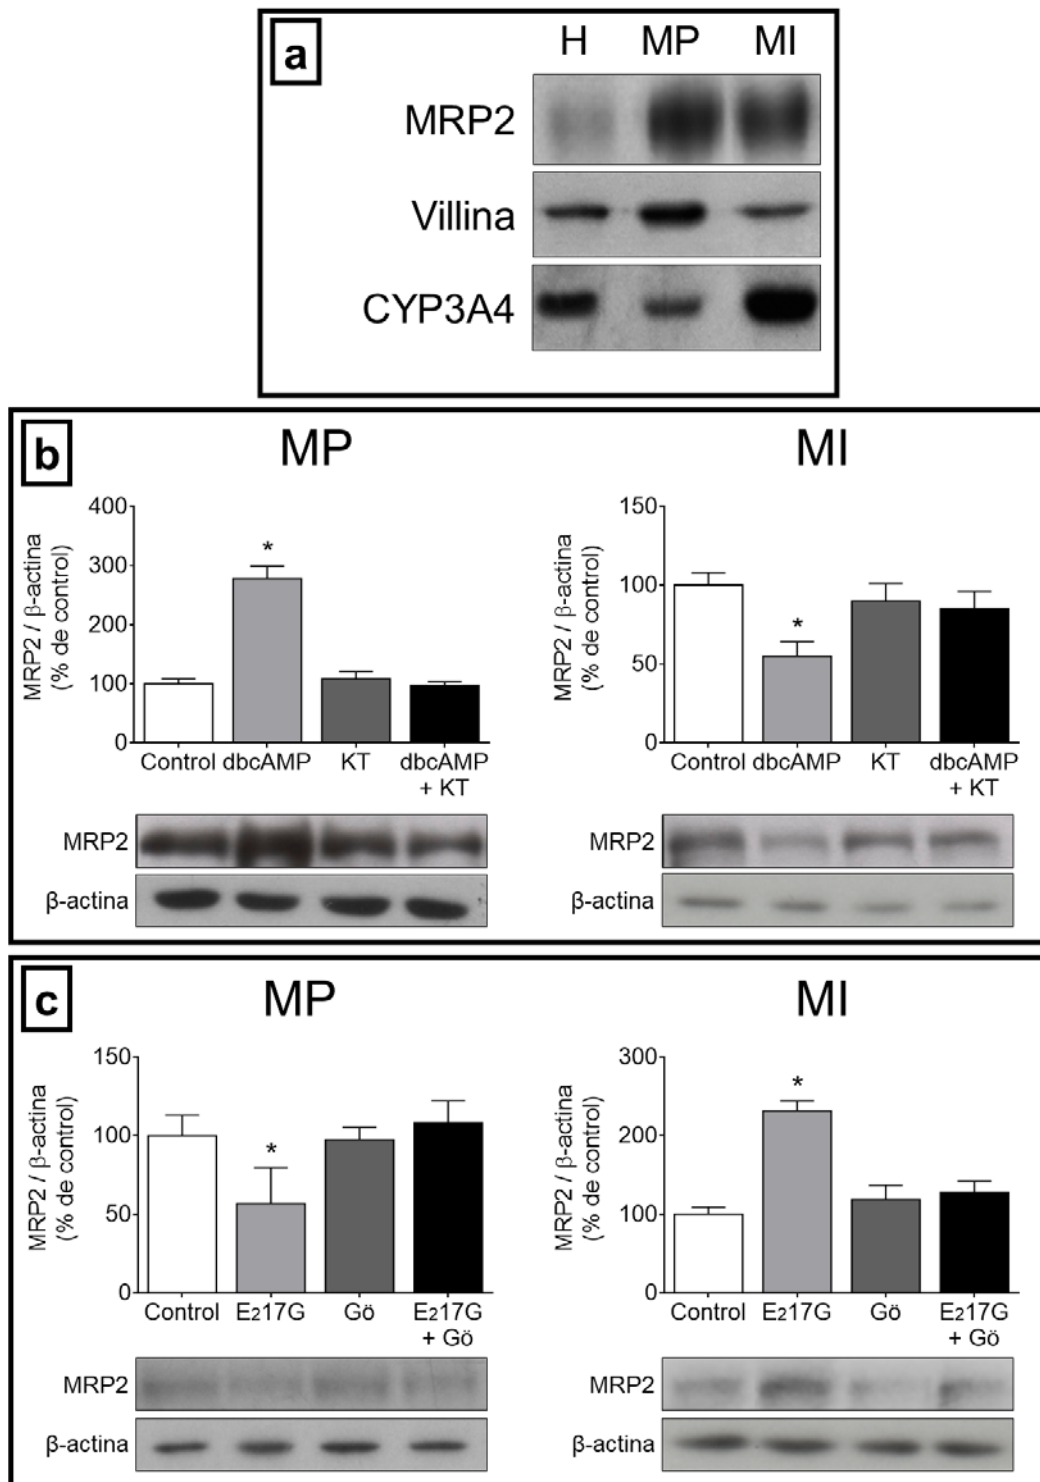 a
H MP MI
MRP2
Villina
CYP3A4
b
MP
MRP2 / β-actina
(% de control)
400
300
200
100
0
*
Control dbcAMP KT dbcAMP
+ KT
MRP2
β-actina
MI
MRP2 / β-actina
(% de control)
150
100
50
0
*
Control dbcAMP KT dbcAMP
+ KT
MRP2
β-actina
c
MP
MRP2 / β-actina
(% de control)
150
100
50
0
*
Control E217G Gö E217G
+ Gö
MRP2
β-actina
MI
MRP2 / β-actina
(% de control)
300
200
100
0
*
Control E217G Gö E217G
+ Gö
MRP2
β-actina